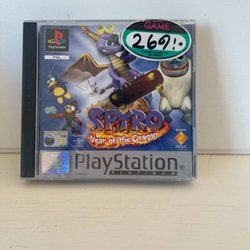 PlayStation
GAME
PAL
269:-
SPYRO
Year of the Dragon
PlayStation
PLATINUM